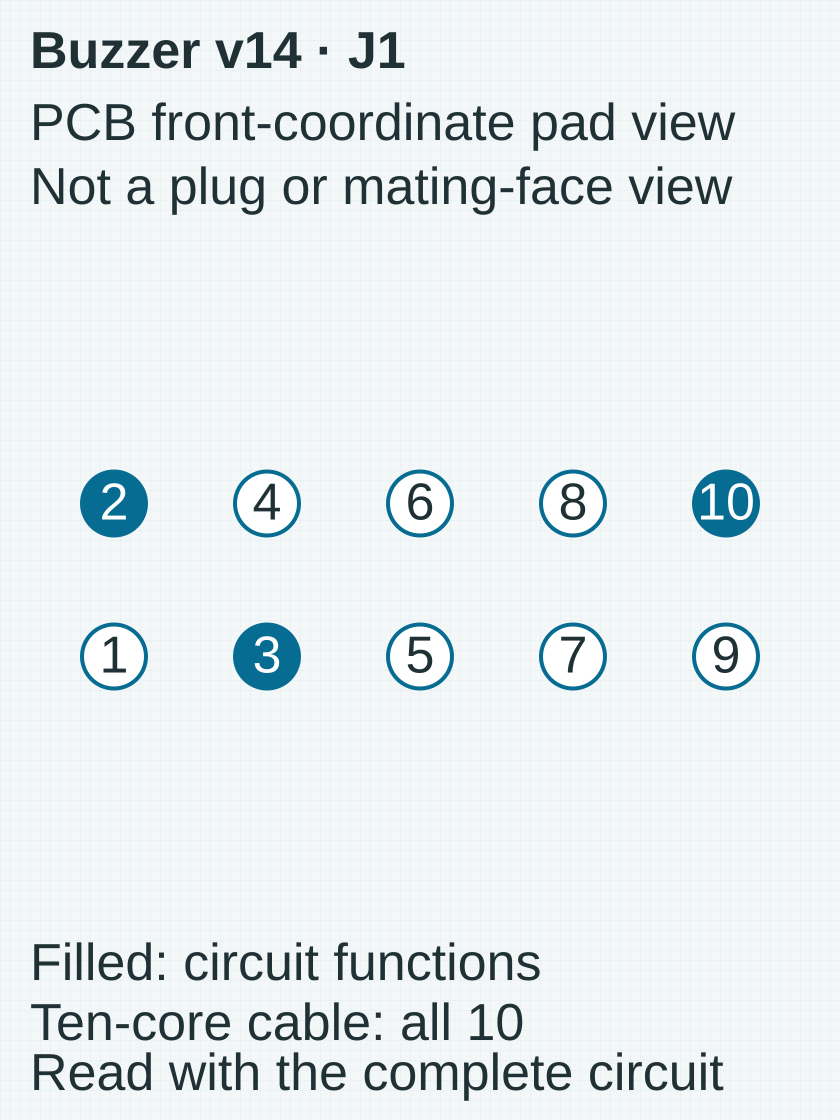 Buzzer v14 · J1
PCB front-coordinate pad view
Not a plug or mating-face view
2 4 6 8 10
1 3 5 7 9
Filled: circuit functions
Ten-core cable: all 10
Read with the complete circuit